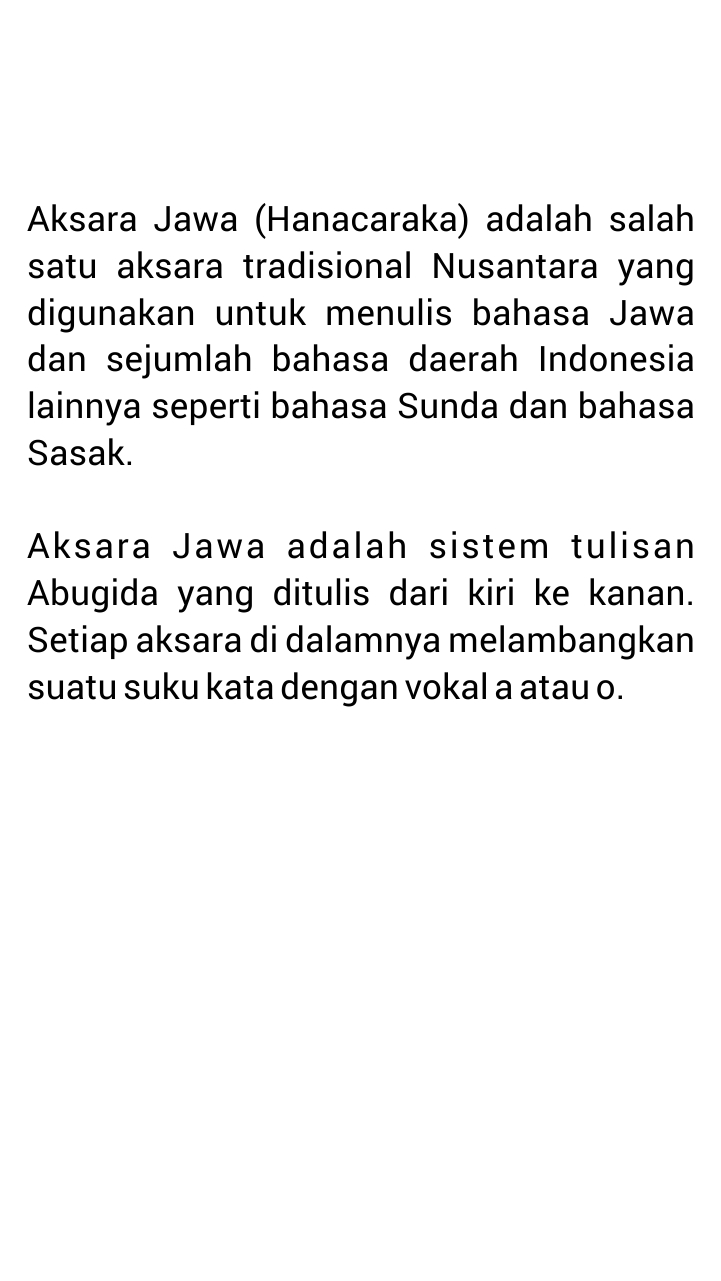 Aksara Jawa (Hanacaraka) adalah salah
satu aksara tradisional Nusantara yang
digunakan untuk menulis bahasa Jawa
dan sejumlah bahasa daerah Indonesia
lainnya seperti bahasa Sunda dan bahasa
Sasak.
Aksara Jawa adalah sistem tulisan
Abugida yang ditulis dari kiri ke kanan.
Setiap aksara di dalamnya melambangkan
suatu suku kata dengan vokal a atau o.